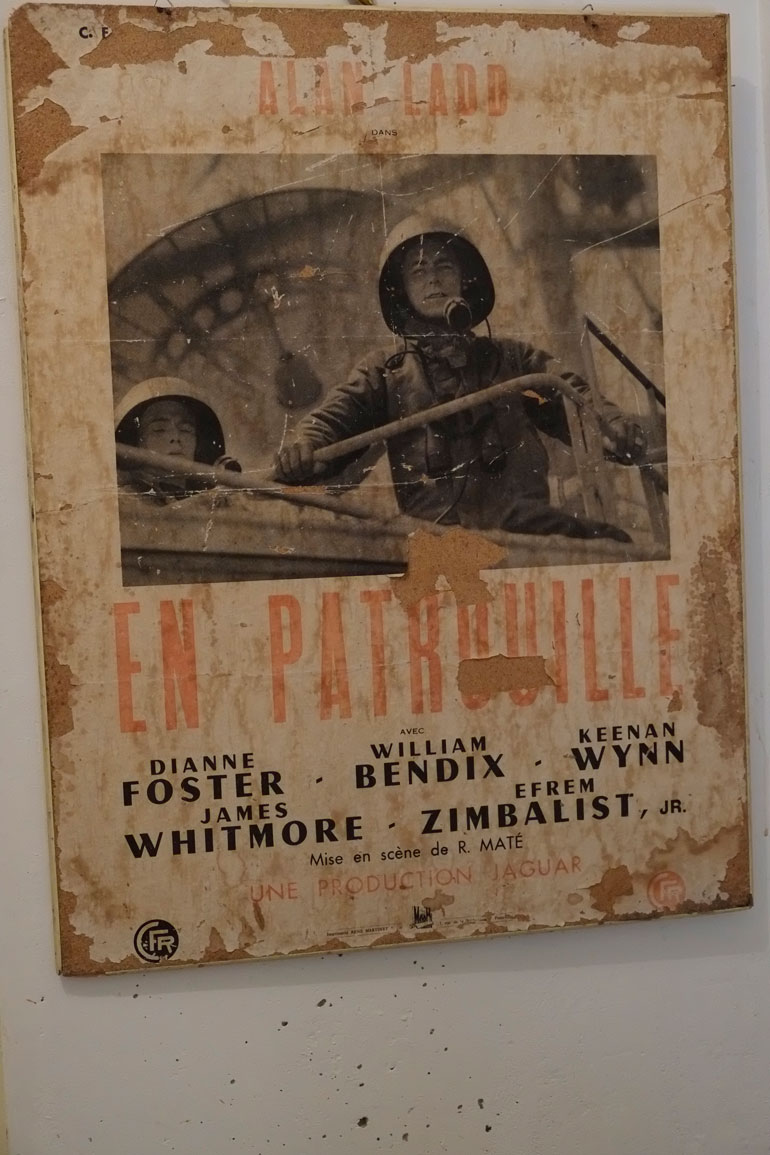 C. F
ALAN LADD
DANS
EN PATROUILLE
AVEC
DIANNE FOSTER - WILLIAM BENDIX - KEENAN WYNN
JAMES WHITMORE - EFREM ZIMBALIST, JR.
Mise en scène de R. MATÉ
UNE PRODUCTION JAGUAR
CFR